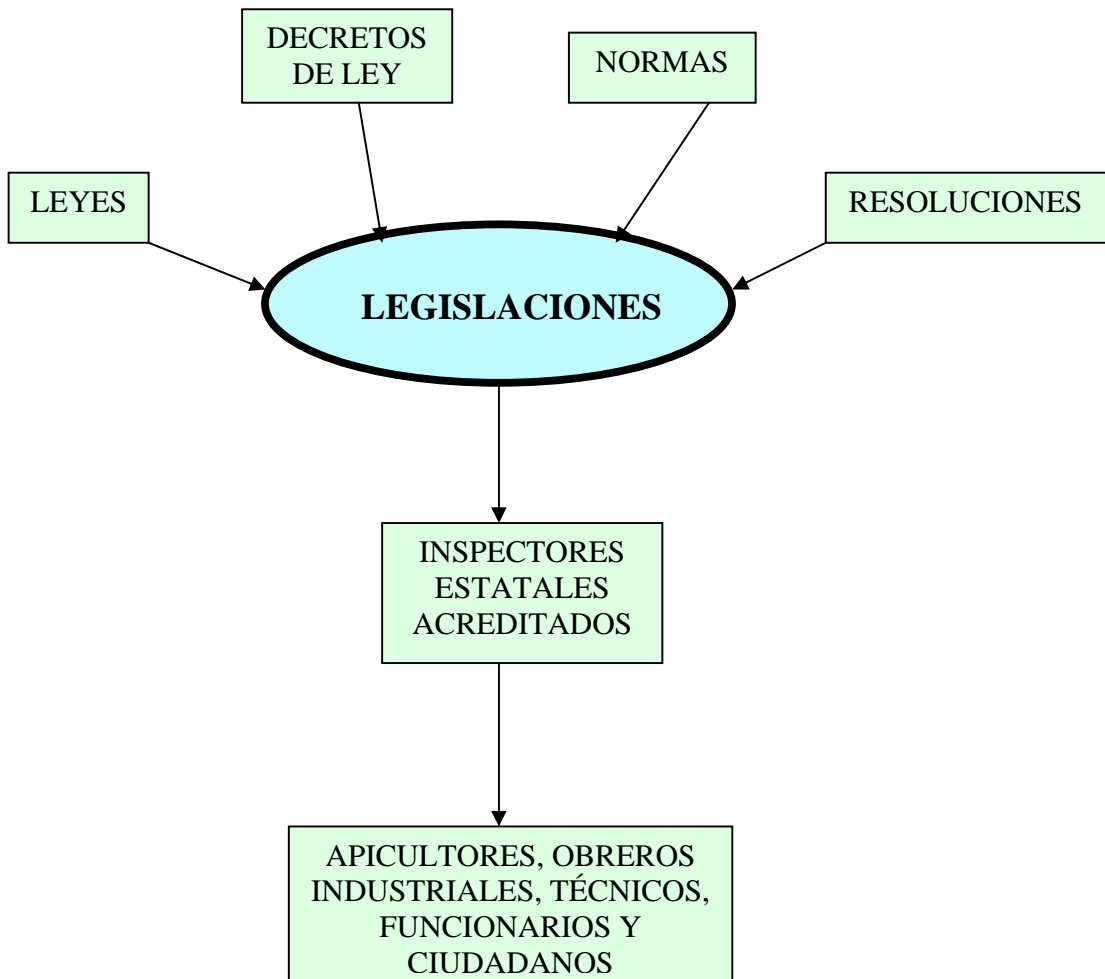 DECRETOS
DE LEY
NORMAS
LEYES
RESOLUCIONES
LEGISLACIONES
INSPECTORES
ESTATALES
ACREDITADOS
APICULTORES, OBREROS
INDUSTRIALES, TÉCNICOS,
FUNCIONARIOS Y
CIUDADANOS